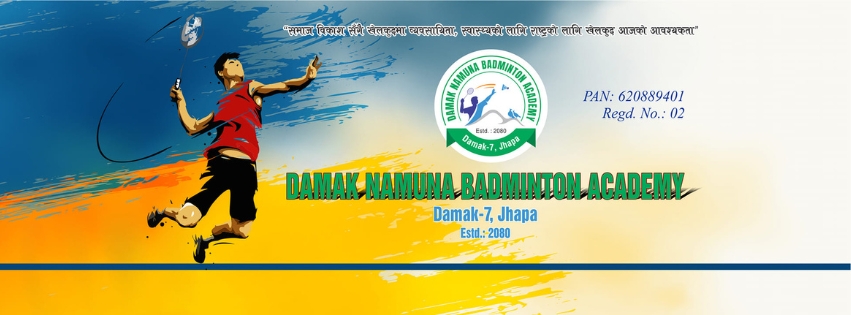 "समाज विकाश सँगै खेलकुदमा व्यवसायिता, स्वास्थ्यको लागि राष्ट्रको लागि खेलकुद आजको आवश्यकता"
DAMAK NAMUNA BADMINTON ACADEMY
Estd. : 2080
Damak-7, Jhapa
PAN: 620889401
Regd. No.: 02
DAMAK NAMUNA BADMINTON ACADEMY
Damak-7, Jhapa
Estd.: 2080